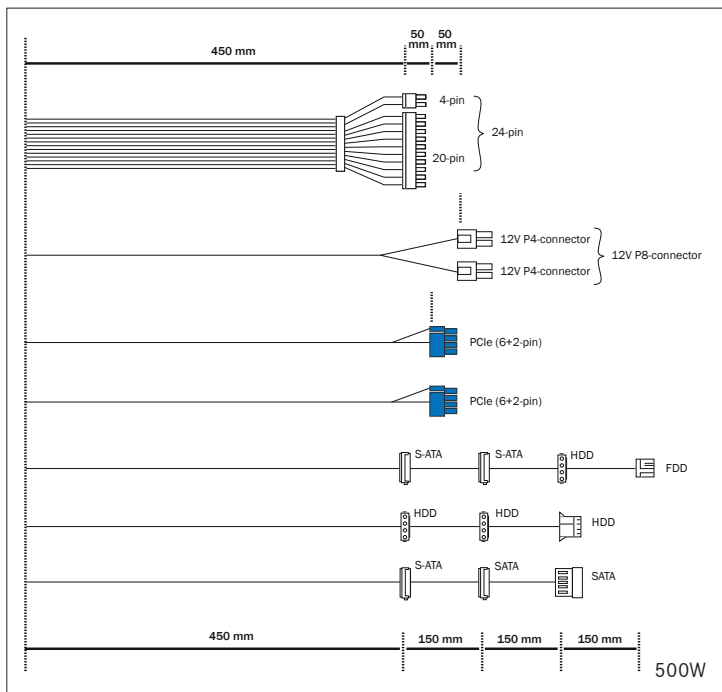 450 mm
50 mm
50 mm
4-pin
24-pin
20-pin
12V P4-connector
12V P8-connector
12V P4-connector
PCIe (6+2-pin)
PCIe (6+2-pin)
S-ATA S-ATA HDD FDD
HDD HDD HDD
S-ATA SATA SATA
450 mm 150 mm 150 mm 150 mm
500W